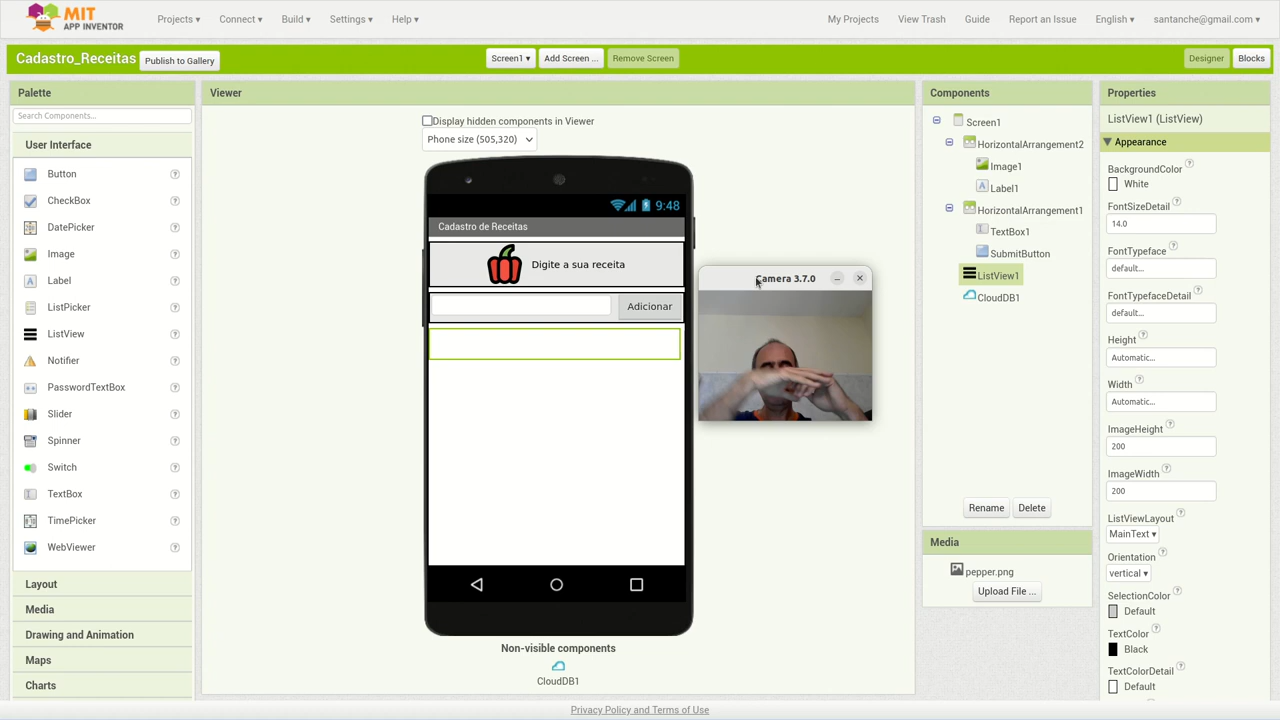 MIT
APP INVENTOR
Projects ▾
Connect ▾
Build ▾
Settings ▾
Help ▾
My Projects
View Trash
Guide
Report an Issue
English ▾
santanche@gmail.com ▾
Cadastro_Receitas
Publish to Gallery
Screen1 ▾
Add Screen ...
Remove Screen
Designer
Blocks
Palette
Search Components...
User Interface
Button
CheckBox
DatePicker
Image
Label
ListPicker
ListView
Notifier
PasswordTextBox
Slider
Spinner
Switch
TextBox
TimePicker
WebViewer
Layout
Media
Drawing and Animation
Maps
Charts
Viewer
Display hidden components in Viewer
Phone size (505,320)
9:48
Cadastro de Receitas
Digite a sua receita
Adicionar
Non-visible components
CloudDB1
Camera 3.7.0
Components
Screen1
HorizontalArrangement2
Image1
Label1
HorizontalArrangement1
TextBox1
SubmitButton
ListView1
CloudDB1
Rename
Delete
Media
pepper.png
Upload File ...
Properties
ListView1 (ListView)
Appearance
BackgroundColor
White
FontSizeDetail
14.0
FontTypeface
default...
FontTypefaceDetail
default...
Height
Automatic...
Width
Automatic...
ImageHeight
200
ImageWidth
200
ListViewLayout
MainText ▾
Orientation
vertical ▾
SelectionColor
Default
TextColor
Black
TextColorDetail
Default
Privacy Policy and Terms of Use